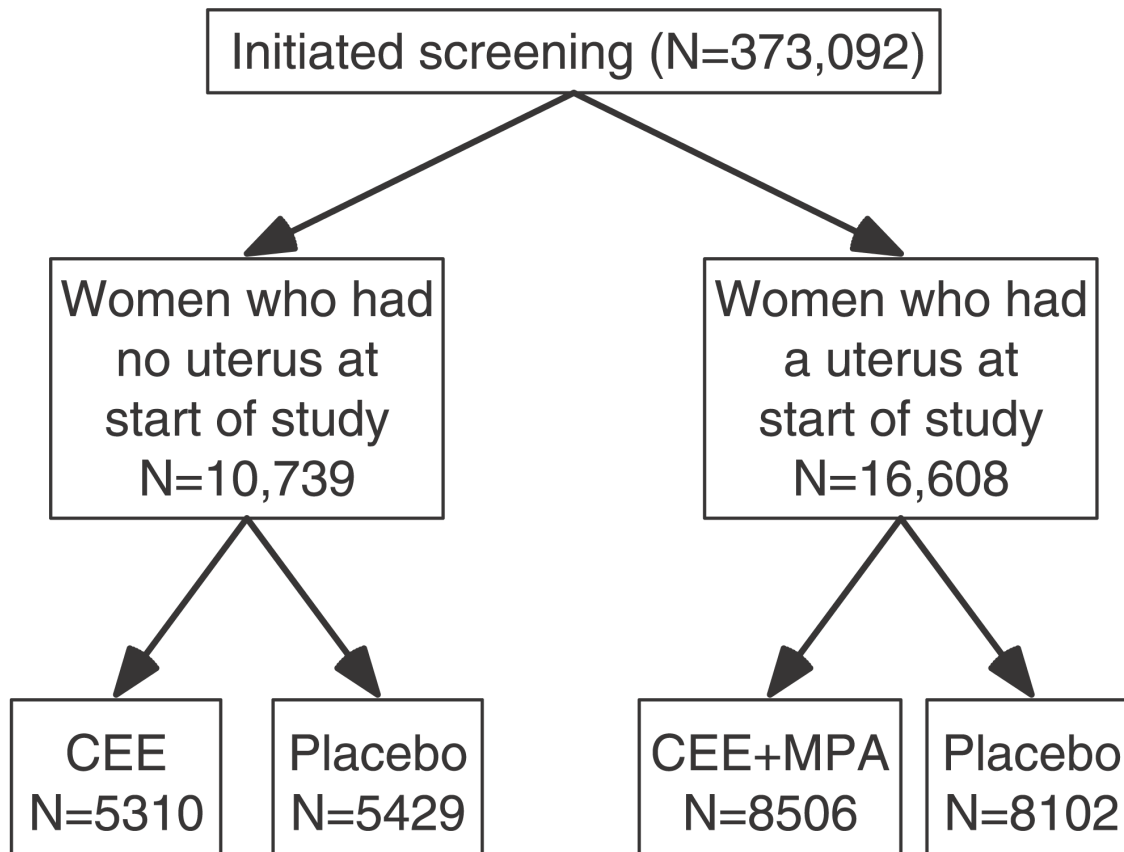 Initiated screening (N=373,092)
Women who had
no uterus at
start of study
N=10,739
Women who had
a uterus at
start of study
N=16,608
CEE
N=5310
Placebo
N=5429
CEE+MPA
N=8506
Placebo
N=8102